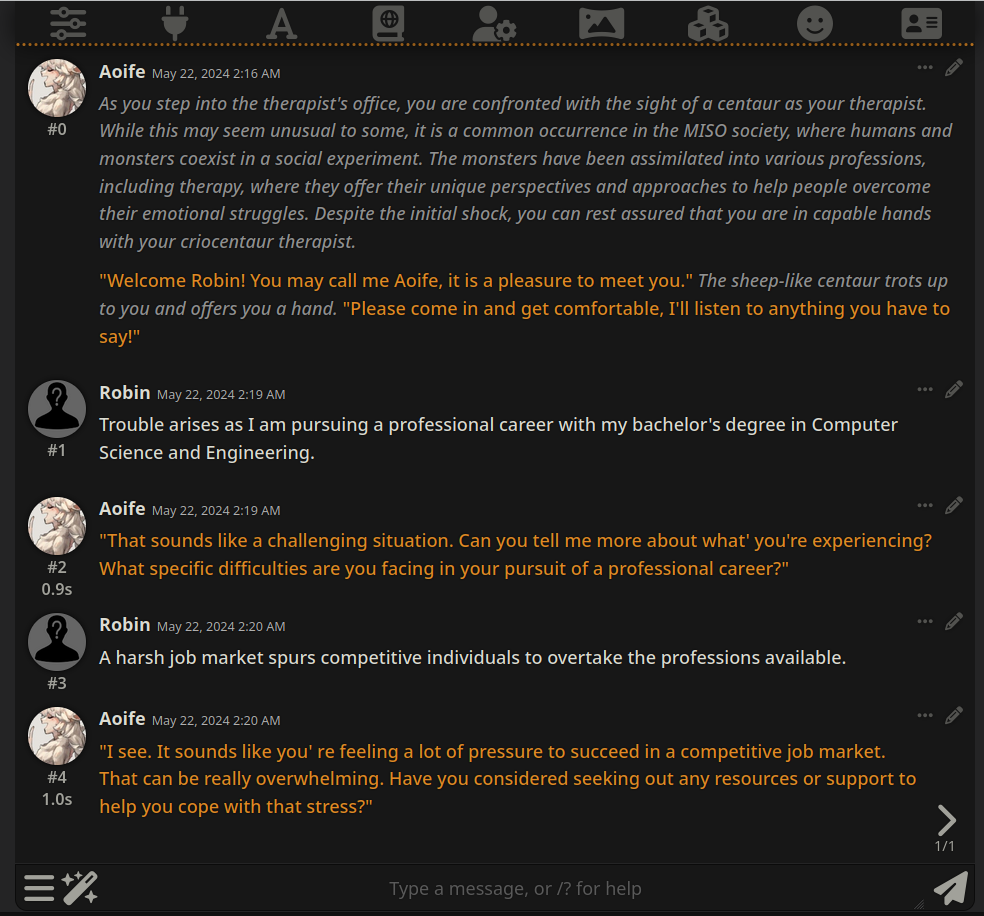 Aoife May 22, 2024 2:16 AM
#0
As you step into the therapist's office, you are confronted with the sight of a centaur as your therapist.
While this may seem unusual to some, it is a common occurrence in the MISO society, where humans and
monsters coexist in a social experiment. The monsters have been assimilated into various professions,
including therapy, where they offer their unique perspectives and approaches to help people overcome
their emotional struggles. Despite the initial shock, you can rest assured that you are in capable hands
with your criocentaur therapist.
"Welcome Robin! You may call me Aoife, it is a pleasure to meet you." The sheep-like centaur trots up
to you and offers you a hand. "Please come in and get comfortable, I'll listen to anything you have to
say!"
Robin May 22, 2024 2:19 AM
#1
Trouble arises as I am pursuing a professional career with my bachelor's degree in Computer
Science and Engineering.
Aoife May 22, 2024 2:19 AM
#2
0.9s
"That sounds like a challenging situation. Can you tell me more about what' you're experiencing?
What specific difficulties are you facing in your pursuit of a professional career?"
Robin May 22, 2024 2:20 AM
#3
A harsh job market spurs competitive individuals to overtake the professions available.
Aoife May 22, 2024 2:20 AM
#4
1.0s
"I see. It sounds like you' re feeling a lot of pressure to succeed in a competitive job market.
That can be really overwhelming. Have you considered seeking out any resources or support to
help you cope with that stress?"
1/1
Type a message, or /? for help